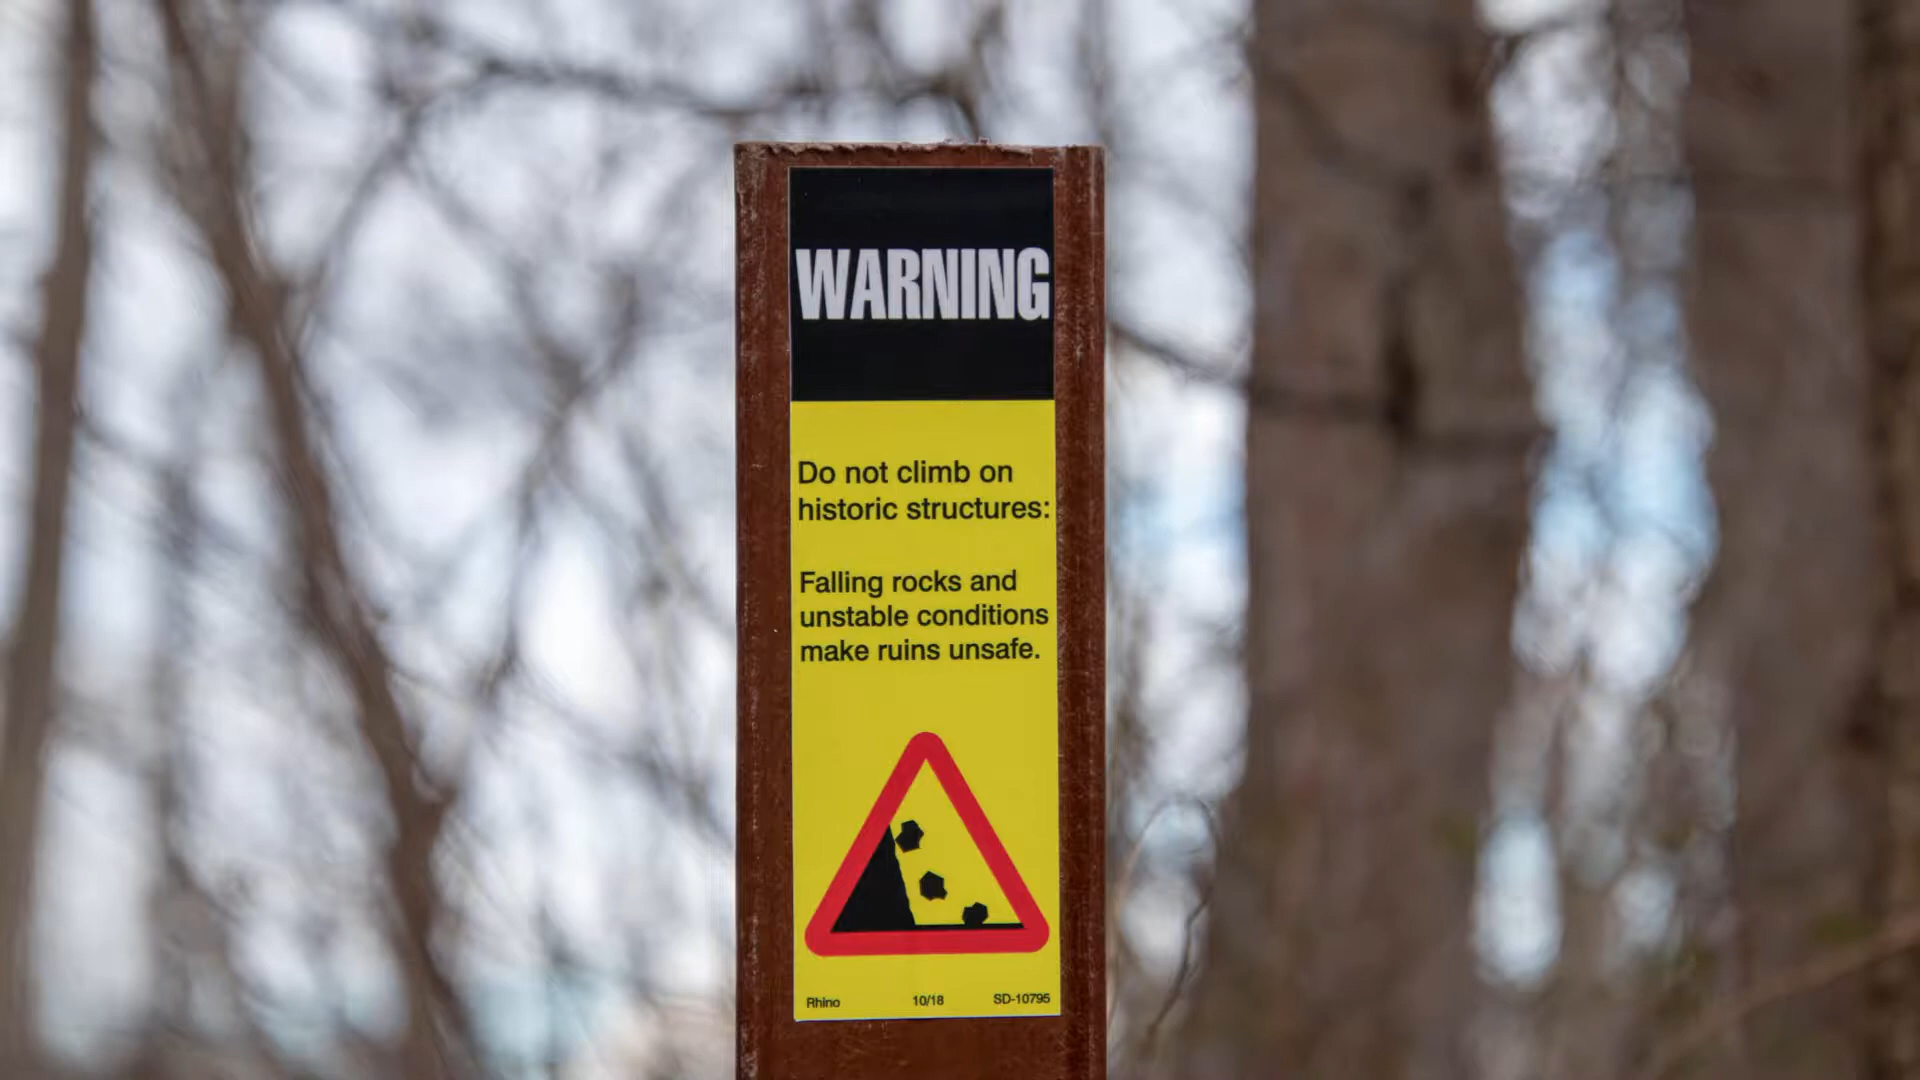 WARNING
Do not climb on
historic structures:
Falling rocks and
unstable conditions
make ruins unsafe.
Rhino 10/18 SD-10795